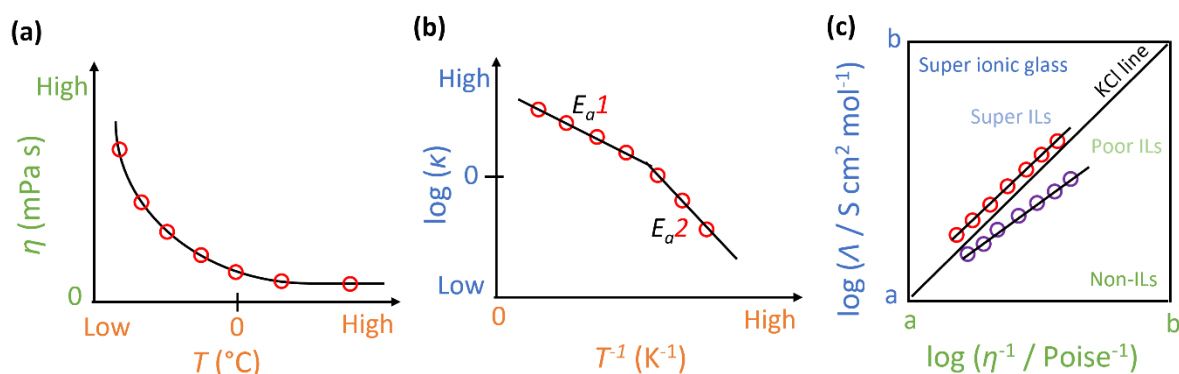 (a)
High
η (mPa s)
0
Low
0
High
T (°C)
(b)
High
log (κ)
0
Low
Ea1
Ea2
0
High
T-1 (K-1)
(c)
b
log (Λ / S cm2 mol-1)
a
Super ionic glass
KCl line
Super ILs
Poor ILs
Non-ILs
a
b
log (η-1 / Poise-1)